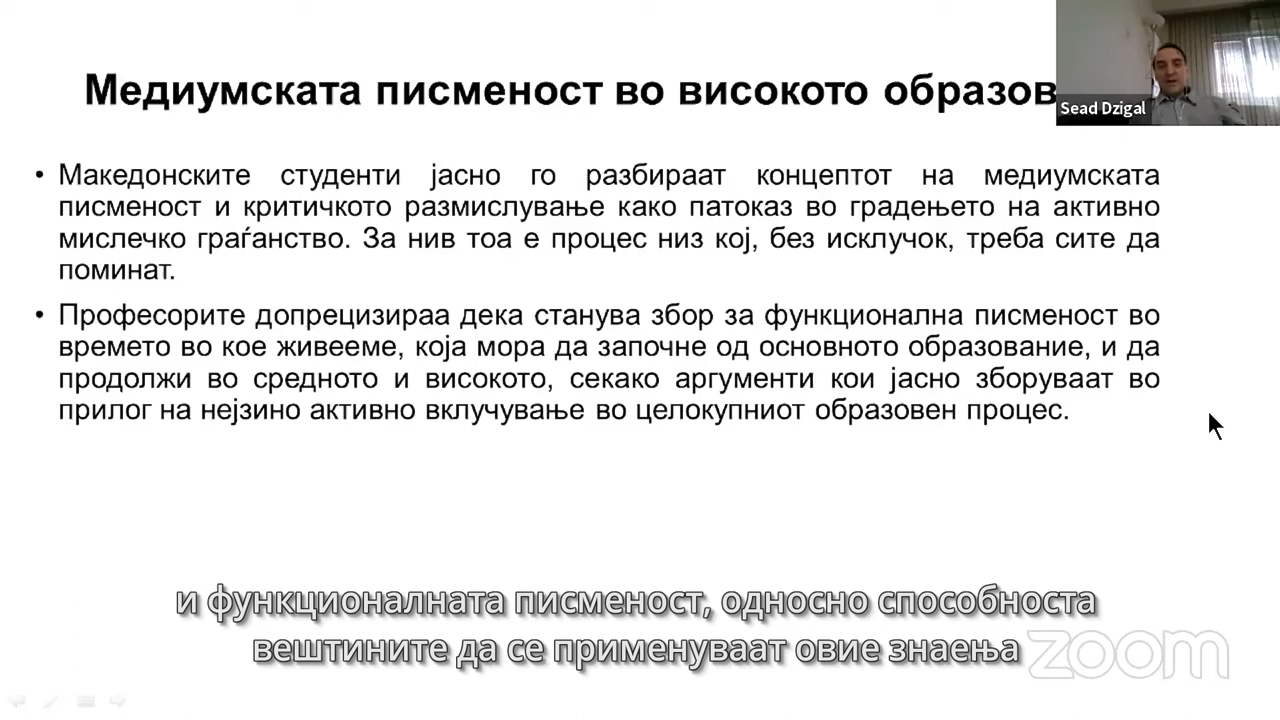 Медиумската писменост во високото образов
Sead Dzigal
• Македонските студенти јасно го разбираат концептот на медиумската
писменост и критичкото размислување како патоказ во градењето на активно
мислечко граѓанство. За нив тоа е процес низ кој, без исклучок, треба сите да
поминат.
• Професорите допрецизираа дека станува збор за функционална писменост во
времето во кое живееме, која мора да започне од основното образование, и да
продолжи во средното и високото, секако аргументи кои јасно зборуваат во
прилог на нејзино активно вклучување во целокупниот образовен процес.
и функционалната писменост, односно способноста
вештините да се применуваат овие знаења
zoom